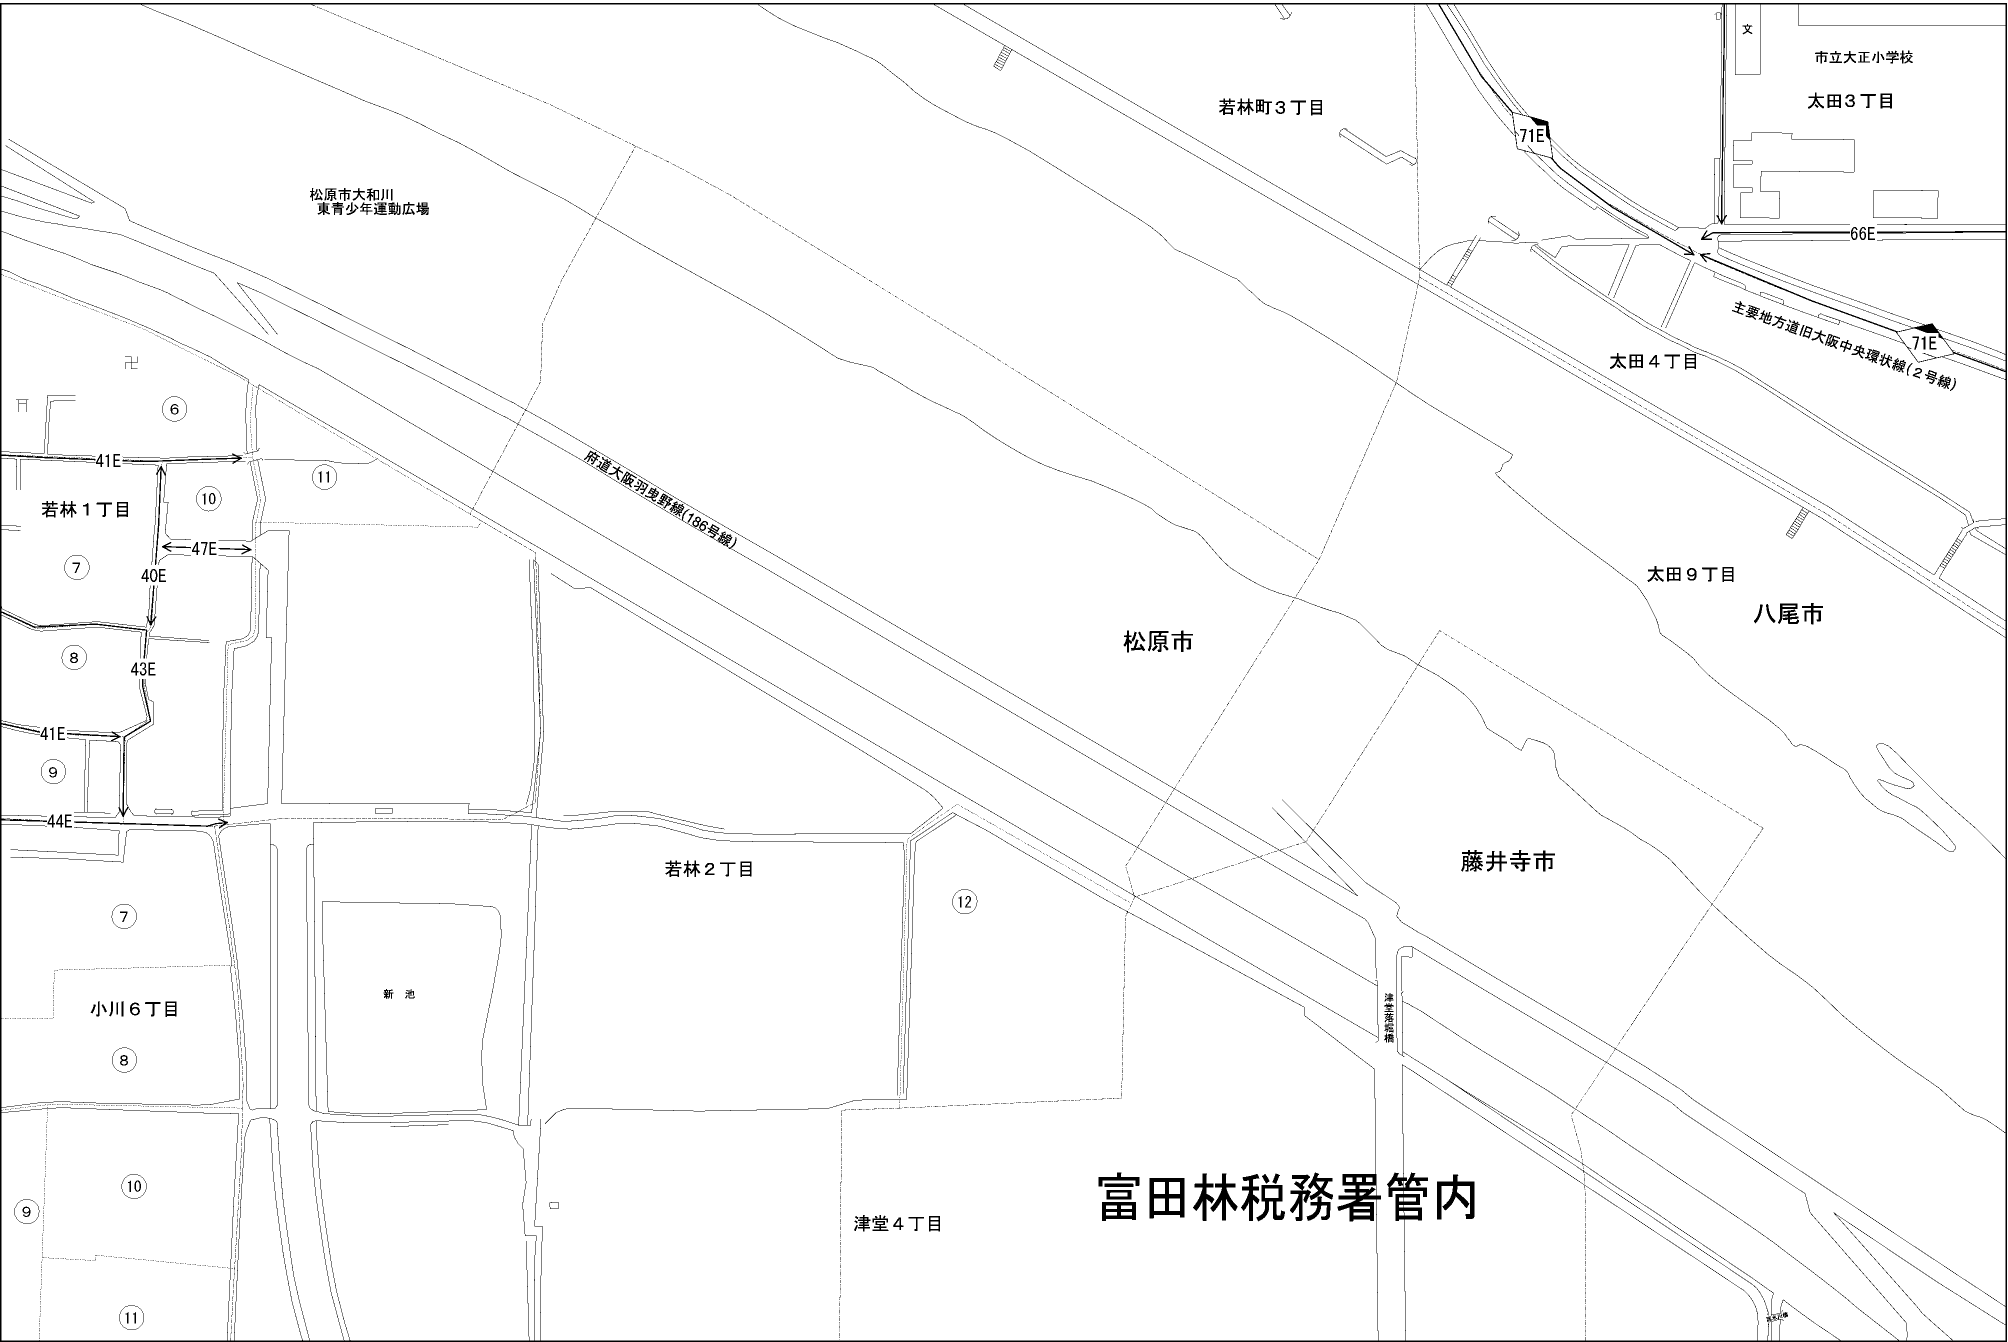 文
市立大正小学校
太田３丁目
若林町３丁目
71E
66E
松原市大和川
東青少年運動広場
主要地方道旧大阪中央環状線(２号線)
71E
太田４丁目
卍
6
41E
府道大阪羽曳野線(186号線)
11
10
若林１丁目
47E
7
40E
太田９丁目
八尾市
松原市
8
43E
41E
9
44E
若林２丁目
藤井寺市
12
7
新　池
津堂落堀橋
小川６丁目
8
10
9
富田林税務署管内
津堂４丁目
11